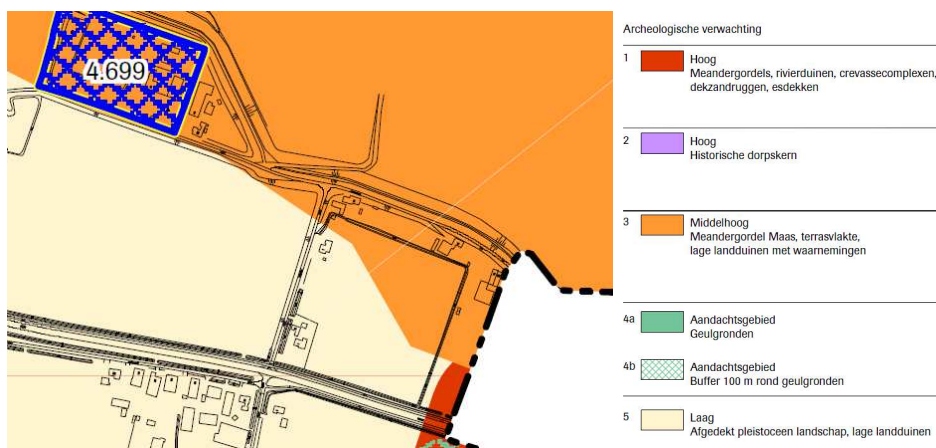 4.699
Archeologische verwachting
1 Hoog
Meandergordels, rivierduinen, crevassecomplexen,
dekzandruggen, esdekken
2 Hoog
Historische dorpskern
3 Middelhoog
Meandergordel Maas, terrasvlakte,
lage landduinen met waarnemingen
4a Aandachtsgebied
Geulgronden
4b Aandachtsgebied
Buffer 100 m rond geulgronden
5 Laag
Afgedekt pleistoceen landschap, lage landduinen